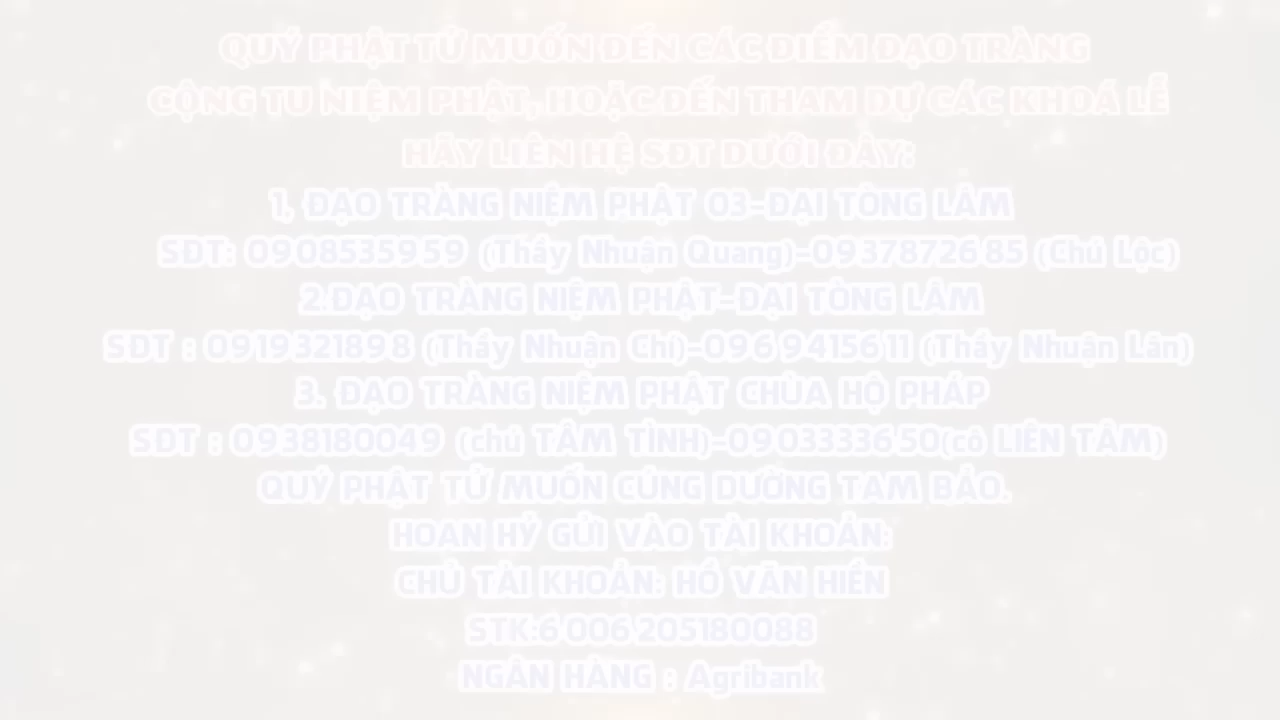 QUÝ PHẬT TỬ MUỐN ĐẾN CÁC ĐIỂM ĐẠO TRÀNG
CỘNG TU NIỆM PHẬT, HOẶC ĐẾN THAM DỰ CÁC KHOÁ LỄ
HÃY LIÊN HỆ SĐT DƯỚI ĐÂY:
1, ĐẠO TRÀNG NIỆM PHẬT 03-ĐẠI TÒNG LÂM
SĐT: 0908535959 (Thầy Nhuận Quang)-0937872685 (Chú Lộc)
2.ĐẠO TRÀNG NIỆM PHẬT-ĐẠI TÒNG LÂM
SĐT : 0919321898 (Thầy Nhuận Chí)-0969415611 (Thầy Nhuận Lân)
3. ĐẠO TRÀNG NIỆM PHẬT CHÙA HỘ PHÁP
SĐT : 0938180049 (chú TÂM TỊNH)-0903333650(cô LIÊN TÂM)
QUÝ PHẬT TỬ MUỐN CÚNG DƯỜNG TAM BẢO.
HOAN HỶ GỬI VÀO TÀI KHOẢN:
CHỦ TÀI KHOẢN: HỒ VĂN HIỀN
STK:6 006 205180088
NGÂN HÀNG : Agribank